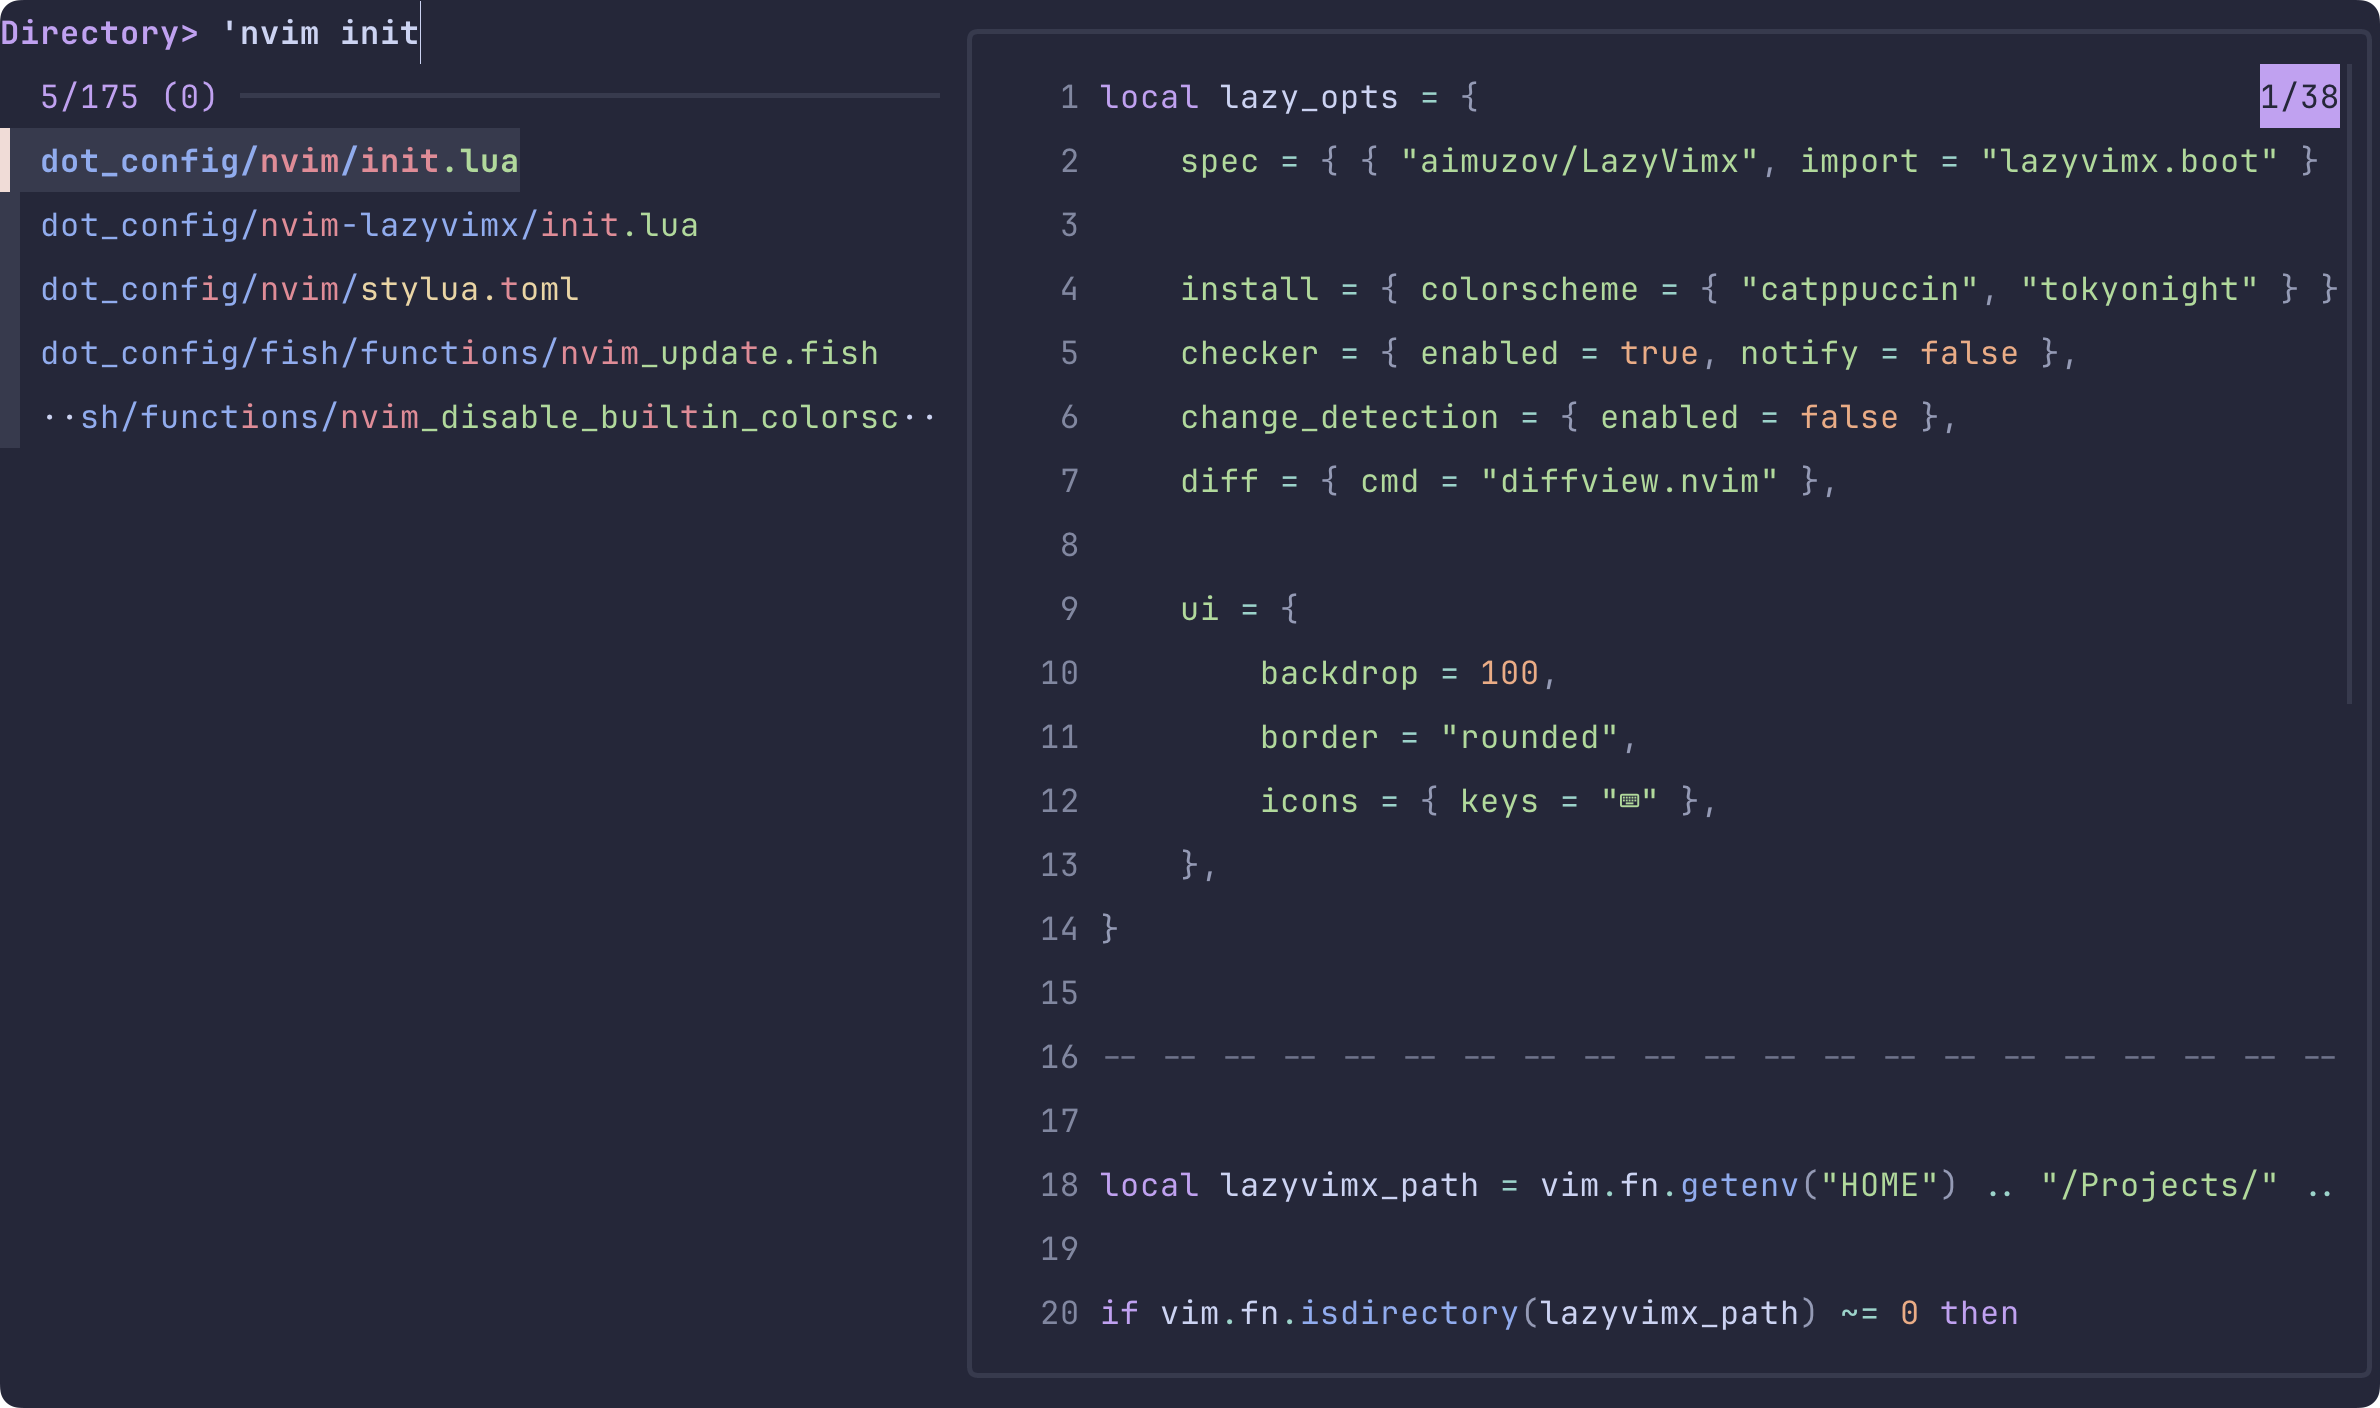 Directory> 'nvim init
5/175 (0)
dot_config/nvim/init.lua
dot_config/nvim-lazyvimx/init.lua
dot_config/nvim/stylua.toml
dot_config/fish/functions/nvim_update.fish
··sh/functions/nvim_disable_builtin_colorsc··
1/38
1 local lazy_opts = {
2     spec = { { "aimuzov/LazyVimx", import = "lazyvimx.boot" }
3
4     install = { colorscheme = { "catppuccin", "tokyonight" } }
5     checker = { enabled = true, notify = false },
6     change_detection = { enabled = false },
7     diff = { cmd = "diffview.nvim" },
8
9     ui = {
10         backdrop = 100,
11         border = "rounded",
12         icons = { keys = "⌨" },
13     },
14 }
15
16 -- -- -- -- -- -- -- -- -- -- -- -- -- -- -- -- -- -- -- -- --
17
18 local lazyvimx_path = vim.fn.getenv("HOME") .. "/Projects/" ..
19
20 if vim.fn.isdirectory(lazyvimx_path) ~= 0 then